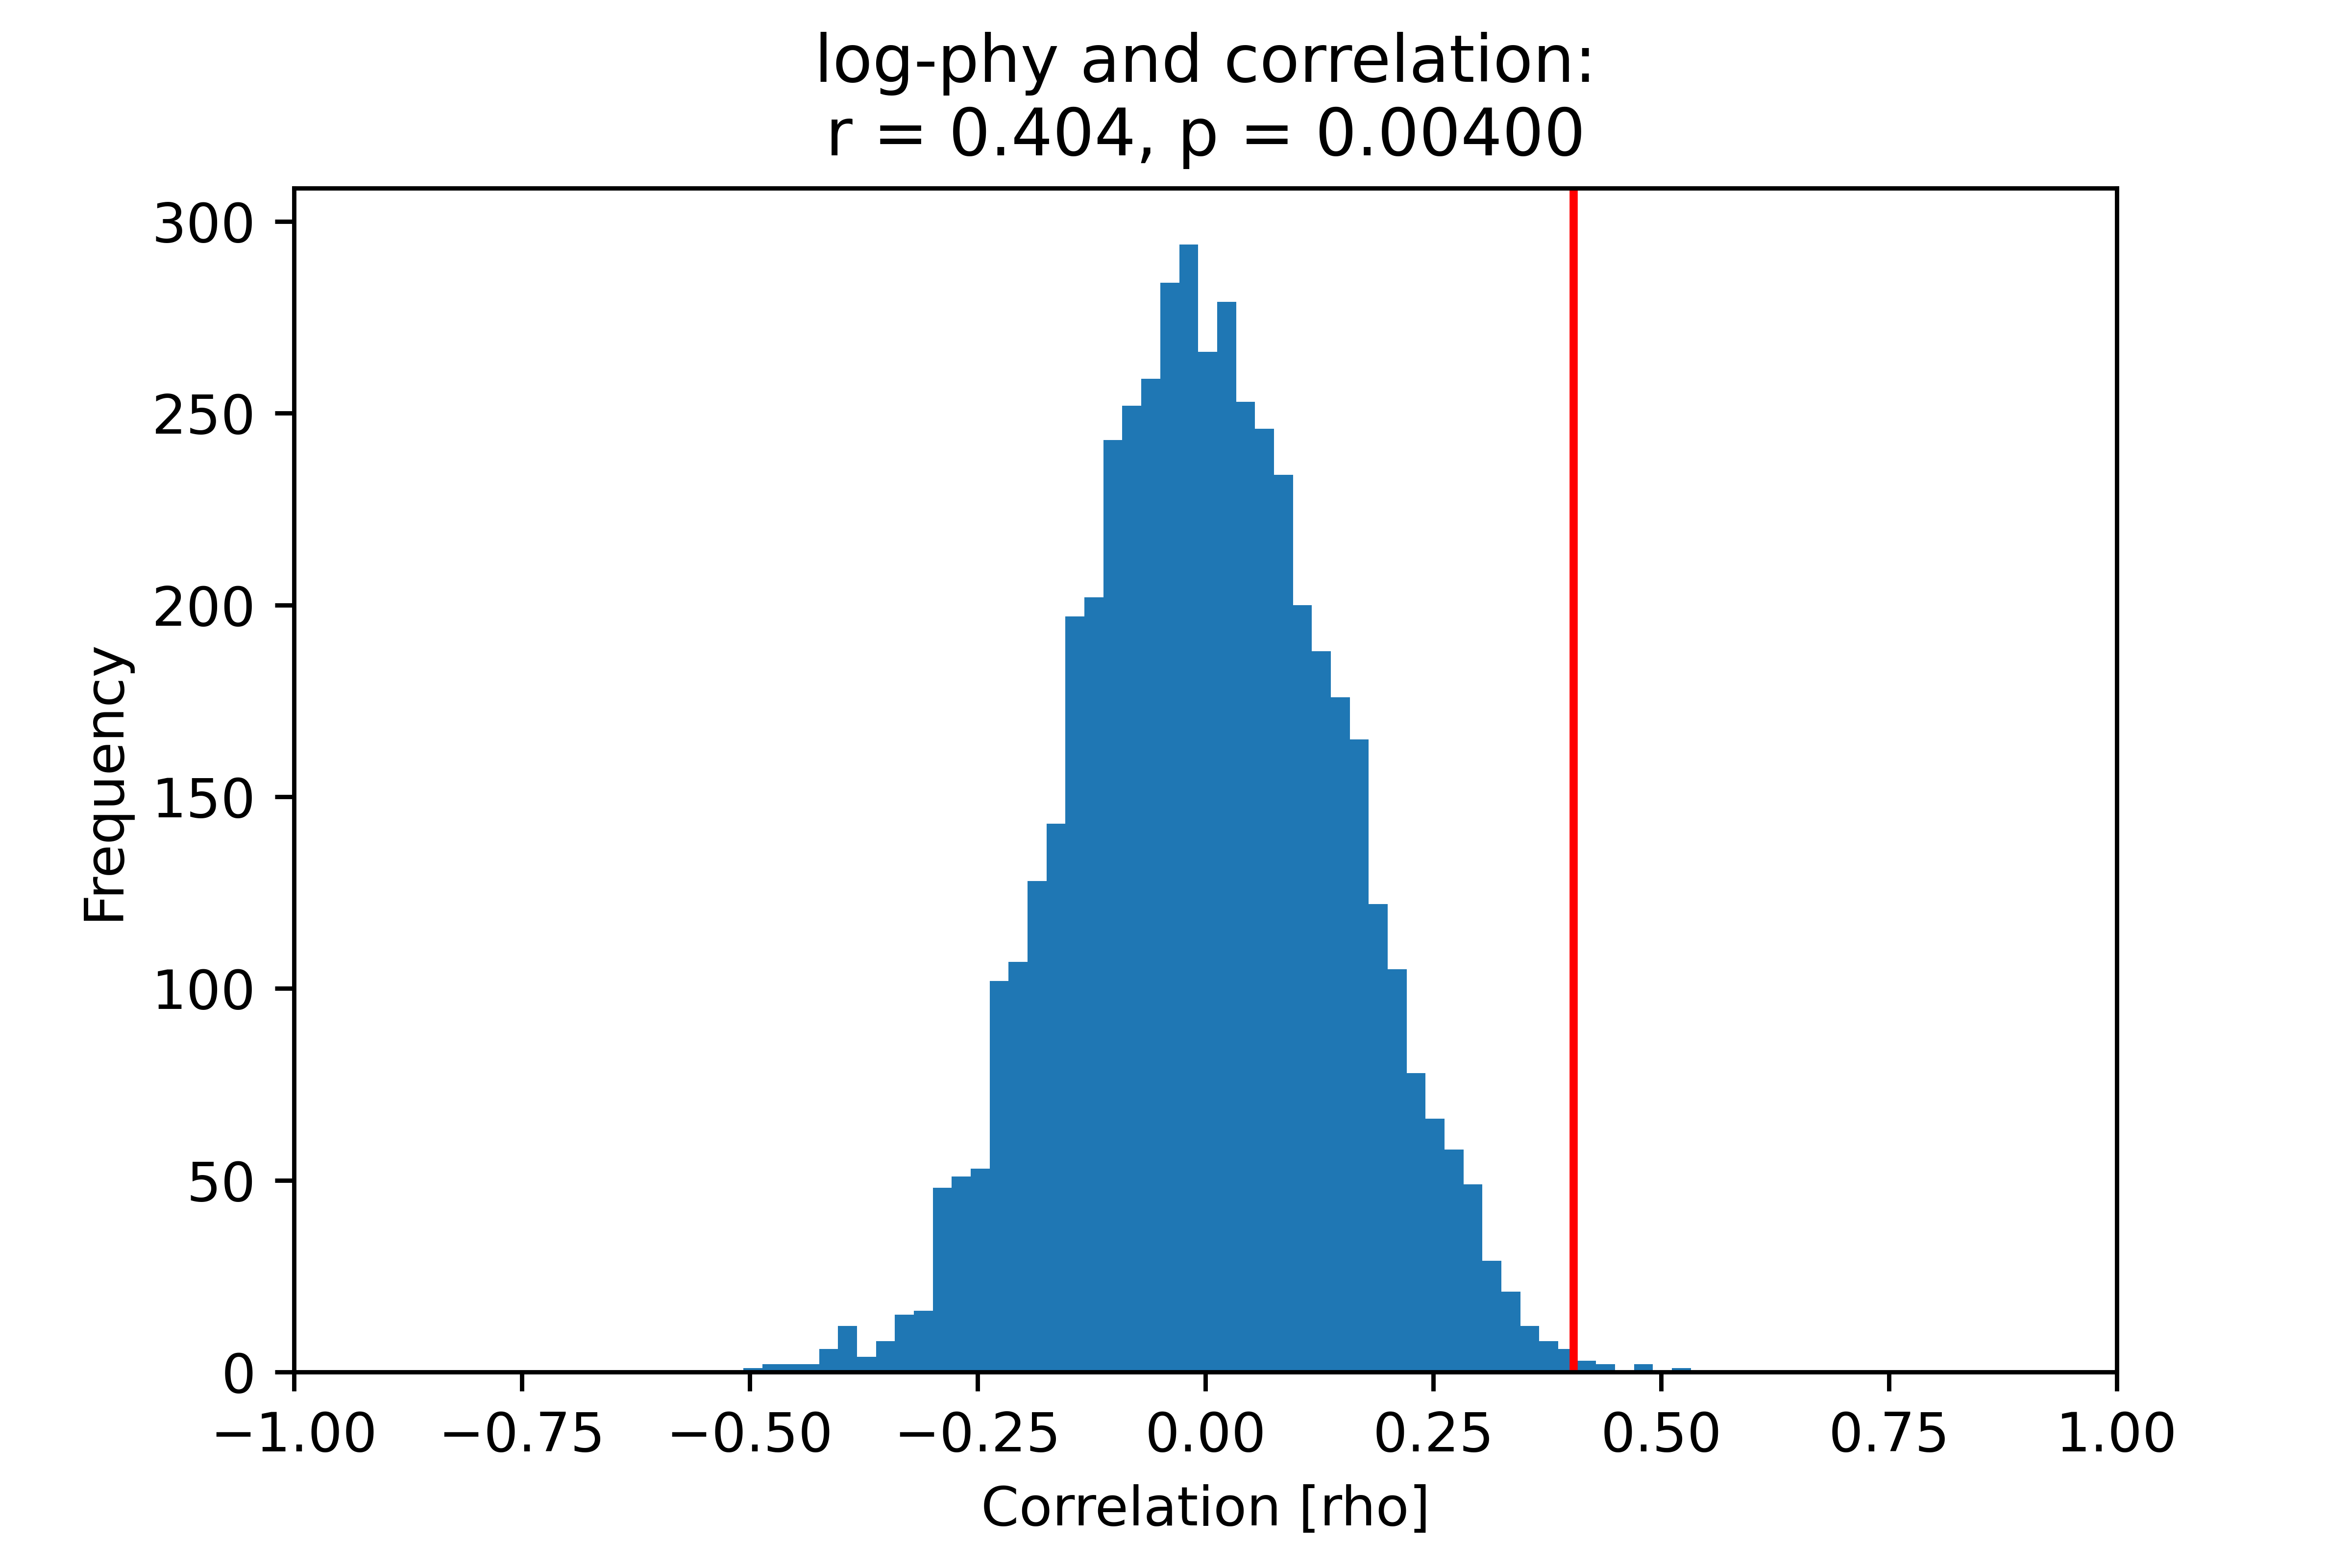 log-phy and correlation:
r = 0.404, p = 0.00400
300
250
200
150
100
50
0
Frequency
−1.00 −0.75 −0.50 −0.25 0.00 0.25 0.50 0.75 1.00
Correlation [rho]